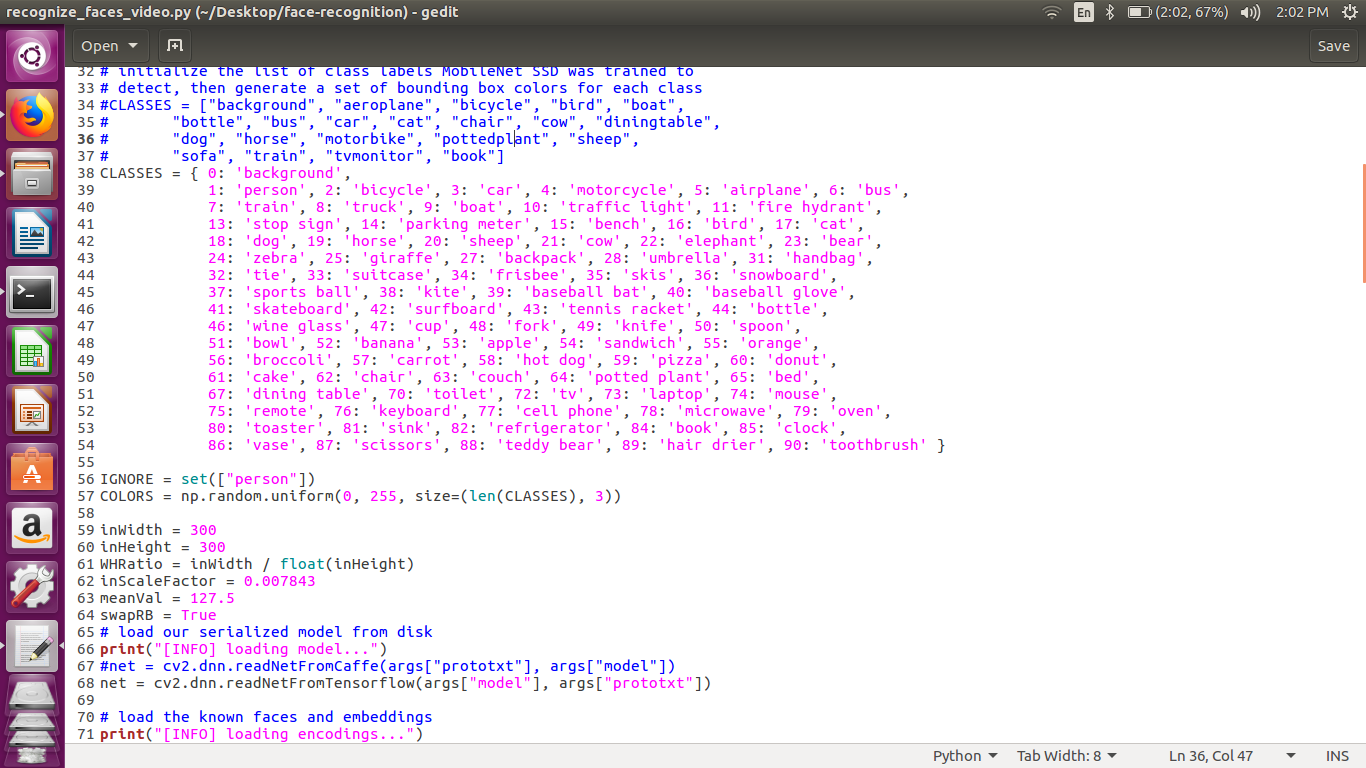 recognize_faces_video.py (~/Desktop/face-recognition) - gedit
En (2:02, 67%) 2:02 PM
Open Save
32 # initialize the list of class labels MobileNet SSD was trained to
33 # detect, then generate a set of bounding box colors for each class
34 #CLASSES = ["background", "aeroplane", "bicycle", "bird", "boat",
35 #       "bottle", "bus", "car", "cat", "chair", "cow", "diningtable",
36 #       "dog", "horse", "motorbike", "pottedplant", "sheep",
37 #       "sofa", "train", "tvmonitor", "book"]
38 CLASSES = { 0: 'background',
39             1: 'person', 2: 'bicycle', 3: 'car', 4: 'motorcycle', 5: 'airplane', 6: 'bus',
40             7: 'train', 8: 'truck', 9: 'boat', 10: 'traffic light', 11: 'fire hydrant',
41             13: 'stop sign', 14: 'parking meter', 15: 'bench', 16: 'bird', 17: 'cat',
42             18: 'dog', 19: 'horse', 20: 'sheep', 21: 'cow', 22: 'elephant', 23: 'bear',
43             24: 'zebra', 25: 'giraffe', 27: 'backpack', 28: 'umbrella', 31: 'handbag',
44             32: 'tie', 33: 'suitcase', 34: 'frisbee', 35: 'skis', 36: 'snowboard',
45             37: 'sports ball', 38: 'kite', 39: 'baseball bat', 40: 'baseball glove',
46             41: 'skateboard', 42: 'surfboard', 43: 'tennis racket', 44: 'bottle',
47             46: 'wine glass', 47: 'cup', 48: 'fork', 49: 'knife', 50: 'spoon',
48             51: 'bowl', 52: 'banana', 53: 'apple', 54: 'sandwich', 55: 'orange',
49             56: 'broccoli', 57: 'carrot', 58: 'hot dog', 59: 'pizza', 60: 'donut',
50             61: 'cake', 62: 'chair', 63: 'couch', 64: 'potted plant', 65: 'bed',
51             67: 'dining table', 70: 'toilet', 72: 'tv', 73: 'laptop', 74: 'mouse',
52             75: 'remote', 76: 'keyboard', 77: 'cell phone', 78: 'microwave', 79: 'oven',
53             80: 'toaster', 81: 'sink', 82: 'refrigerator', 84: 'book', 85: 'clock',
54             86: 'vase', 87: 'scissors', 88: 'teddy bear', 89: 'hair drier', 90: 'toothbrush' }
55
56 IGNORE = set(["person"])
57 COLORS = np.random.uniform(0, 255, size=(len(CLASSES), 3))
58
59 inWidth = 300
60 inHeight = 300
61 WHRatio = inWidth / float(inHeight)
62 inScaleFactor = 0.007843
63 meanVal = 127.5
64 swapRB = True
65 # load our serialized model from disk
66 print("[INFO] loading model...")
67 #net = cv2.dnn.readNetFromCaffe(args["prototxt"], args["model"])
68 net = cv2.dnn.readNetFromTensorflow(args["model"], args["prototxt"])
69
70 # load the known faces and embeddings
71 print("[INFO] loading encodings...")
Python Tab Width: 8 Ln 36, Col 47 INS